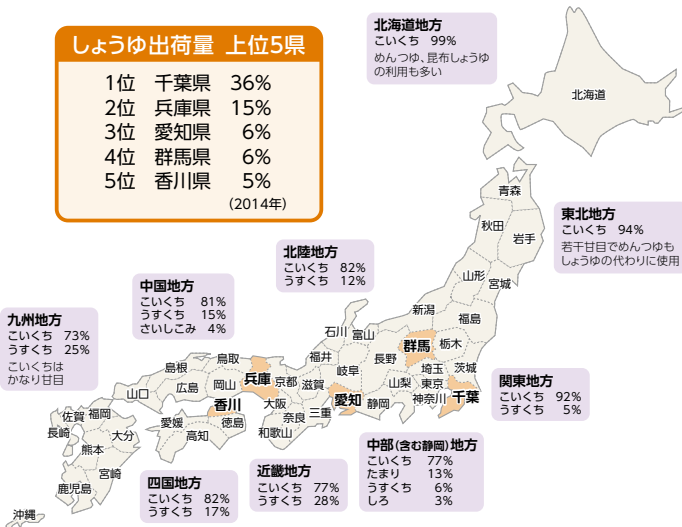 しょうゆ出荷量 上位5県
1位 千葉県 36%
2位 兵庫県 15%
3位 愛知県 6%
4位 群馬県 6%
5位 香川県 5%
(2014年)
北海道地方
こいくち 99%
めんつゆ、昆布しょうゆ
の利用も多い
北海道
東北地方
こいくち 94%
若干甘目でめんつゆも
しょうゆの代わりに使用
青森
秋田
岩手
山形
宮城
福島
北陸地方
こいくち 82%
うすくち 12%
新潟
石川
富山
福井
中国地方
こいくち 81%
うすくち 15%
さいしこみ 4%
鳥取
島根
岡山
広島
山口
九州地方
こいくち 73%
うすくち 25%
こいくちは
かなり甘目
佐賀
福岡
長崎
大分
熊本
宮崎
鹿児島
沖縄
関東地方
こいくち 92%
うすくち 5%
群馬
栃木
茨城
埼玉
東京
神奈川
千葉
長野
山梨
岐阜
静岡
愛知
中部(含む静岡)地方
こいくち 77%
たまり 13%
うすくち 6%
しろ 3%
兵庫
京都
滋賀
大阪
奈良
三重
和歌山
近畿地方
こいくち 77%
うすくち 28%
香川
徳島
愛媛
高知
四国地方
こいくち 82%
うすくち 17%